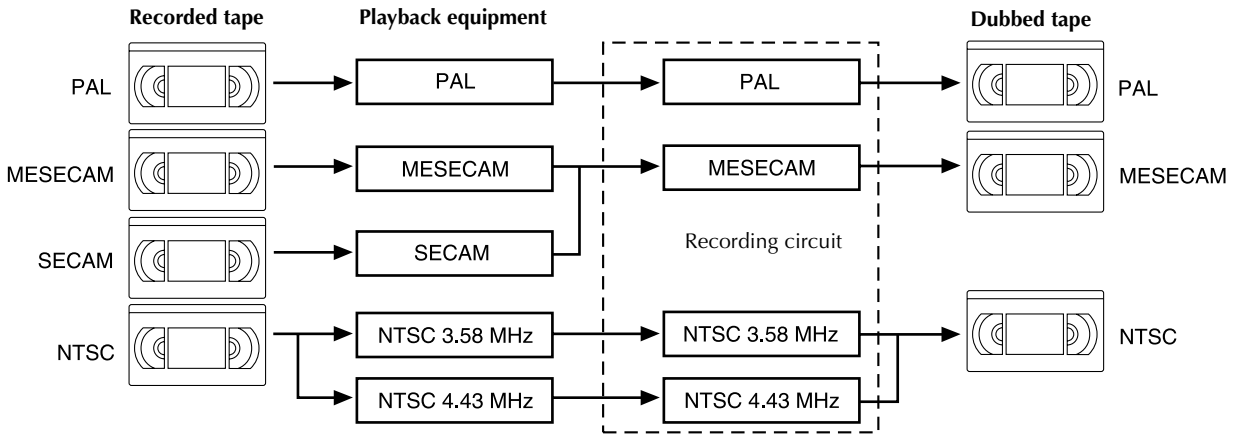 Recorded tape Playback equipment Dubbed tape
PAL PAL PAL PAL
MESECAM MESECAM MESECAM MESECAM
SECAM SECAM Recording circuit
NTSC NTSC 3.58 MHz NTSC 3.58 MHz NTSC
NTSC 4.43 MHz NTSC 4.43 MHz